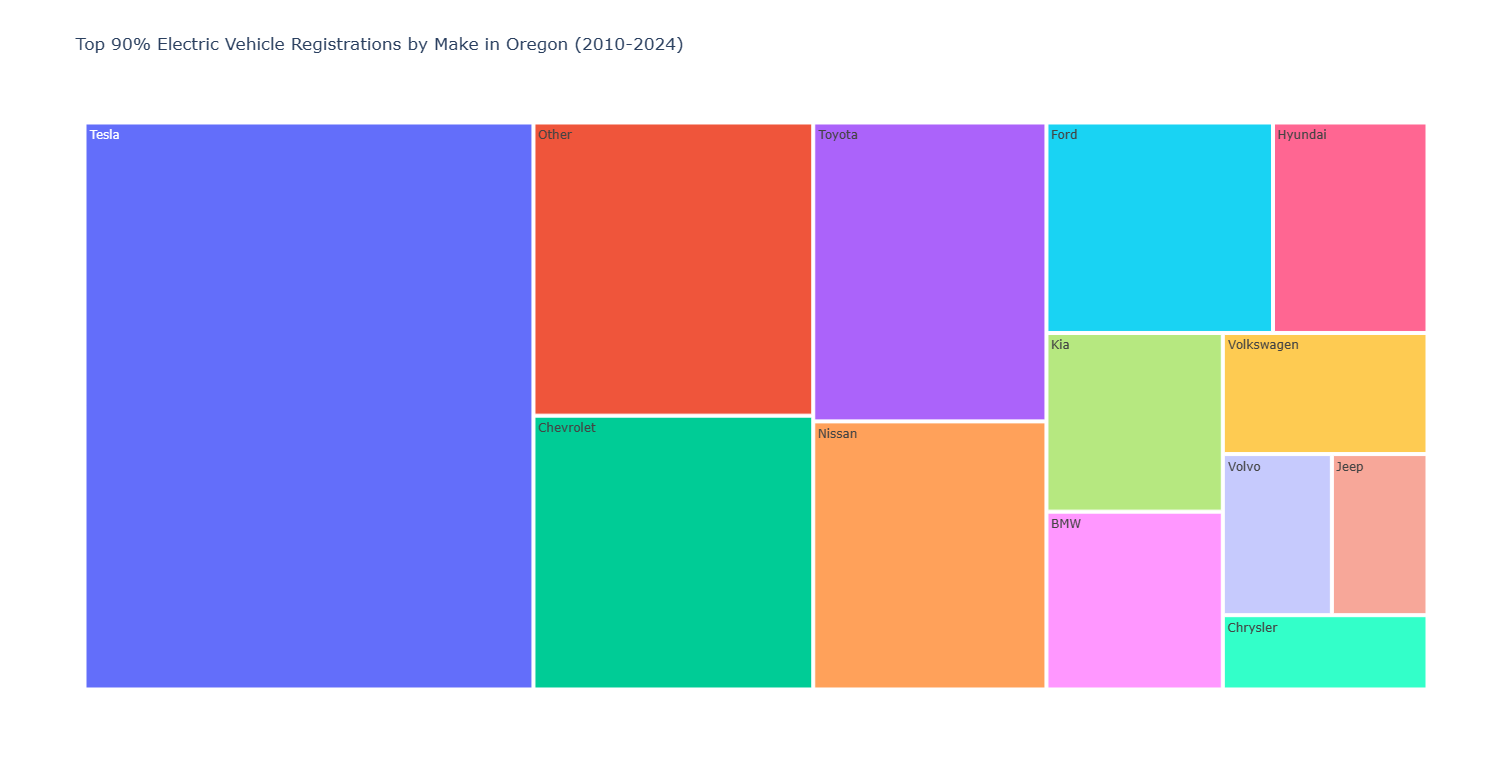 Top 90% Electric Vehicle Registrations by Make in Oregon (2010-2024)
Tesla
Other
Toyota
Ford
Hyundai
Kia
Volkswagen
Chevrolet
Nissan
Volvo
Jeep
BMW
Chrysler